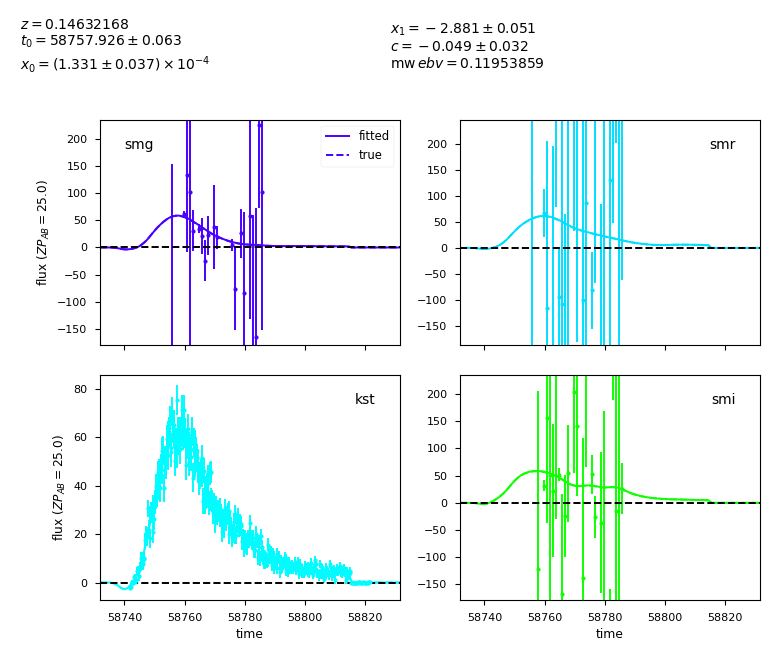 z = 0.14632168
t₀ = 58757.926 ± 0.063
x₀ = (1.331 ± 0.037) × 10⁻⁴
x₁ = −2.881 ± 0.051
c = −0.049 ± 0.032
mw ebv = 0.11953859
smg
fitted
true
200
150
100
50
0
−50
−100
−150
flux (ZP_AB = 25.0)
smr
200
150
100
50
0
−50
−100
−150
kst
80
60
40
20
0
flux (ZP_AB = 25.0)
58740 58760 58780 58800 58820
time
smi
200
150
100
50
0
−50
−100
−150
58740 58760 58780 58800 58820
time